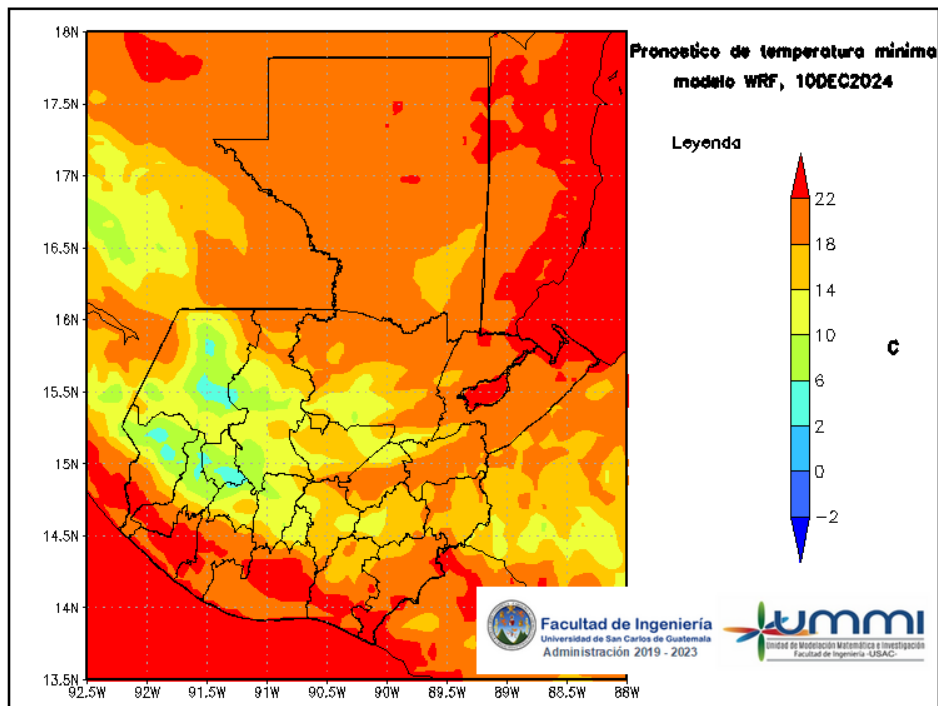 Pronostico de temperatura minima
modelo WRF, 10DEC2024
Leyenda
22
18
14
10
6
2
0
−2
C
18N
17.5N
17N
16.5N
16N
15.5N
15N
14.5N
14N
13.5N
92.5W
92W
91.5W
91W
90.5W
90W
89.5W
89W
88.5W
88W
Facultad de Ingeniería
Universidad de San Carlos de Guatemala
Administración 2019 - 2023
ummi
Unidad de Modelación Matemática e Investigación
Facultad de Ingeniería -USAC-